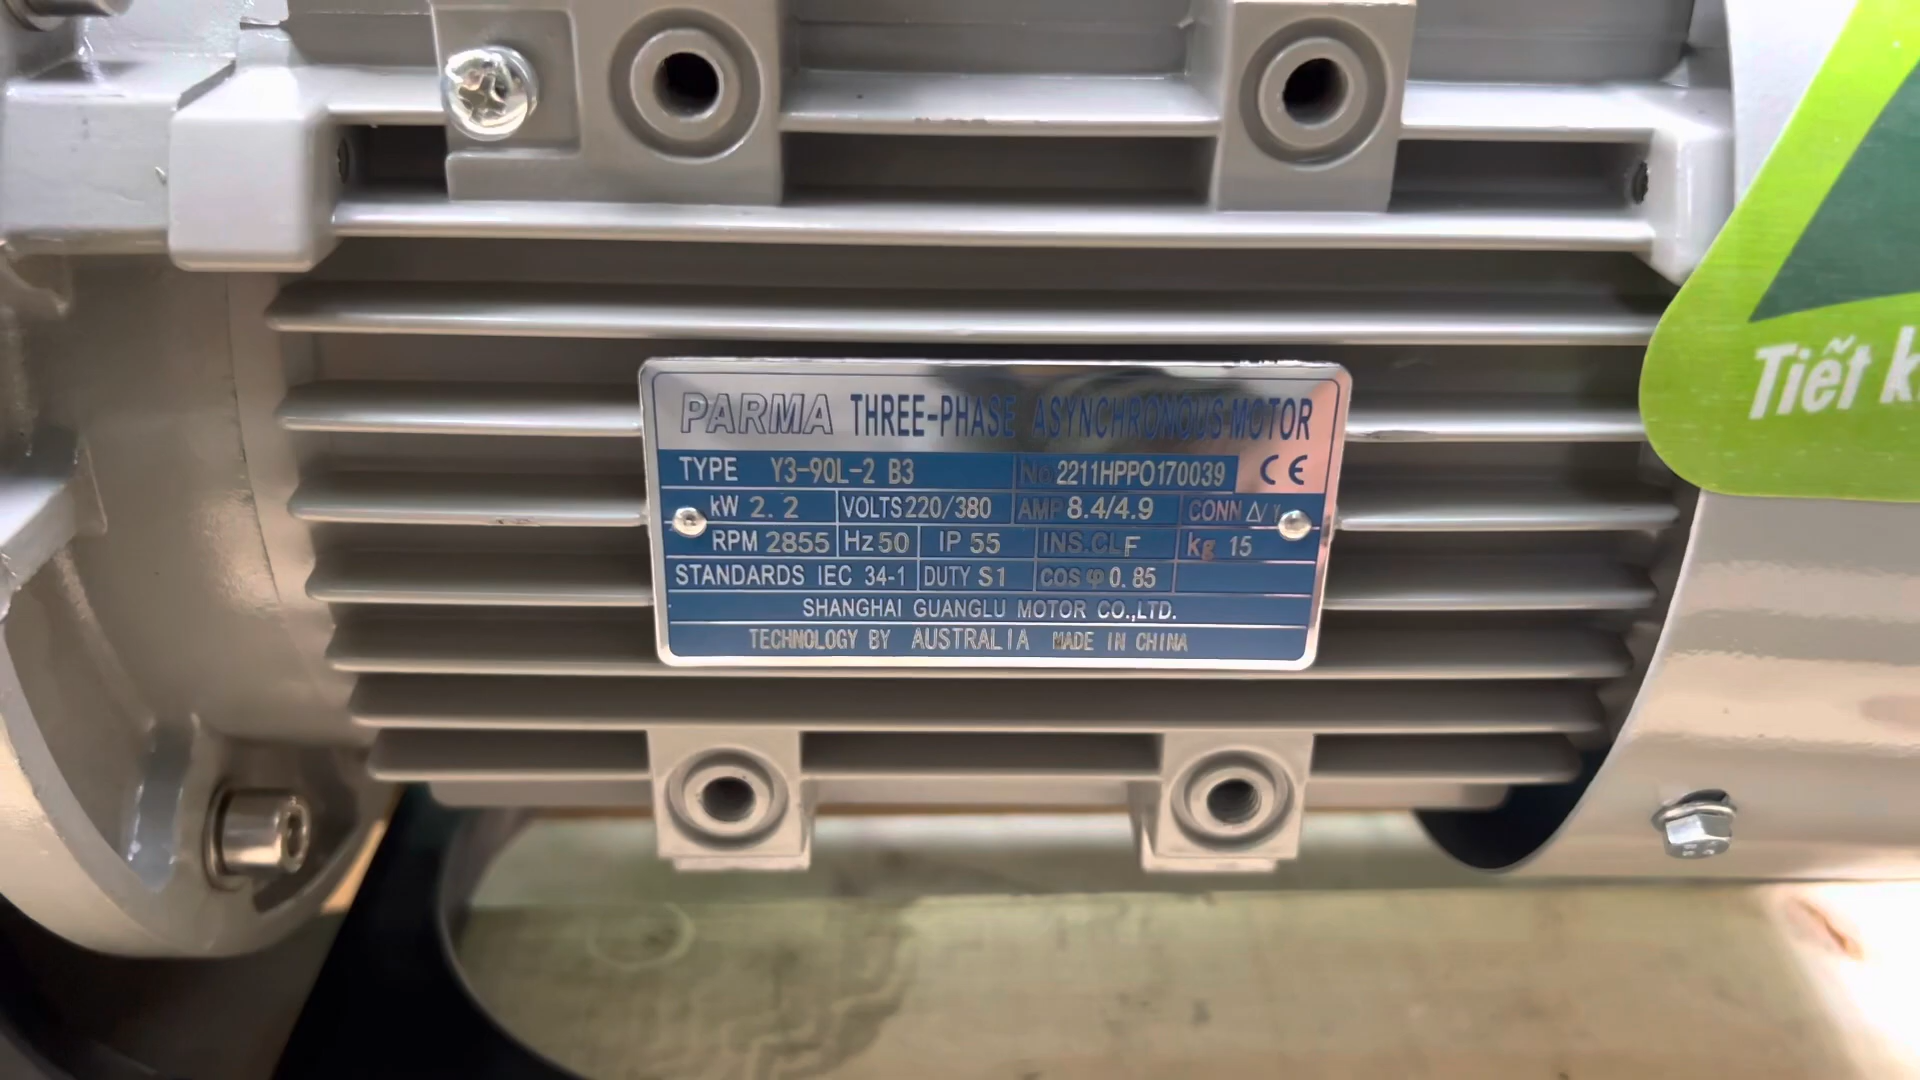 PARMA THREE-PHASE ASYNCHRONOUS MOTOR
TYPE Y3-90L-2 B3 No 2211HPPO170039 CE
kW 2.2 VOLTS 220/380 AMP 8.4/4.9 CONN Δ/Y
RPM 2855 Hz 50 IP 55 INS.CL F kg 15
STANDARDS IEC 34-1 DUTY S1 COS φ 0.85
SHANGHAI GUANGLU MOTOR CO.,LTD.
TECHNOLOGY BY AUSTRALIA MADE IN CHINA
Tiết